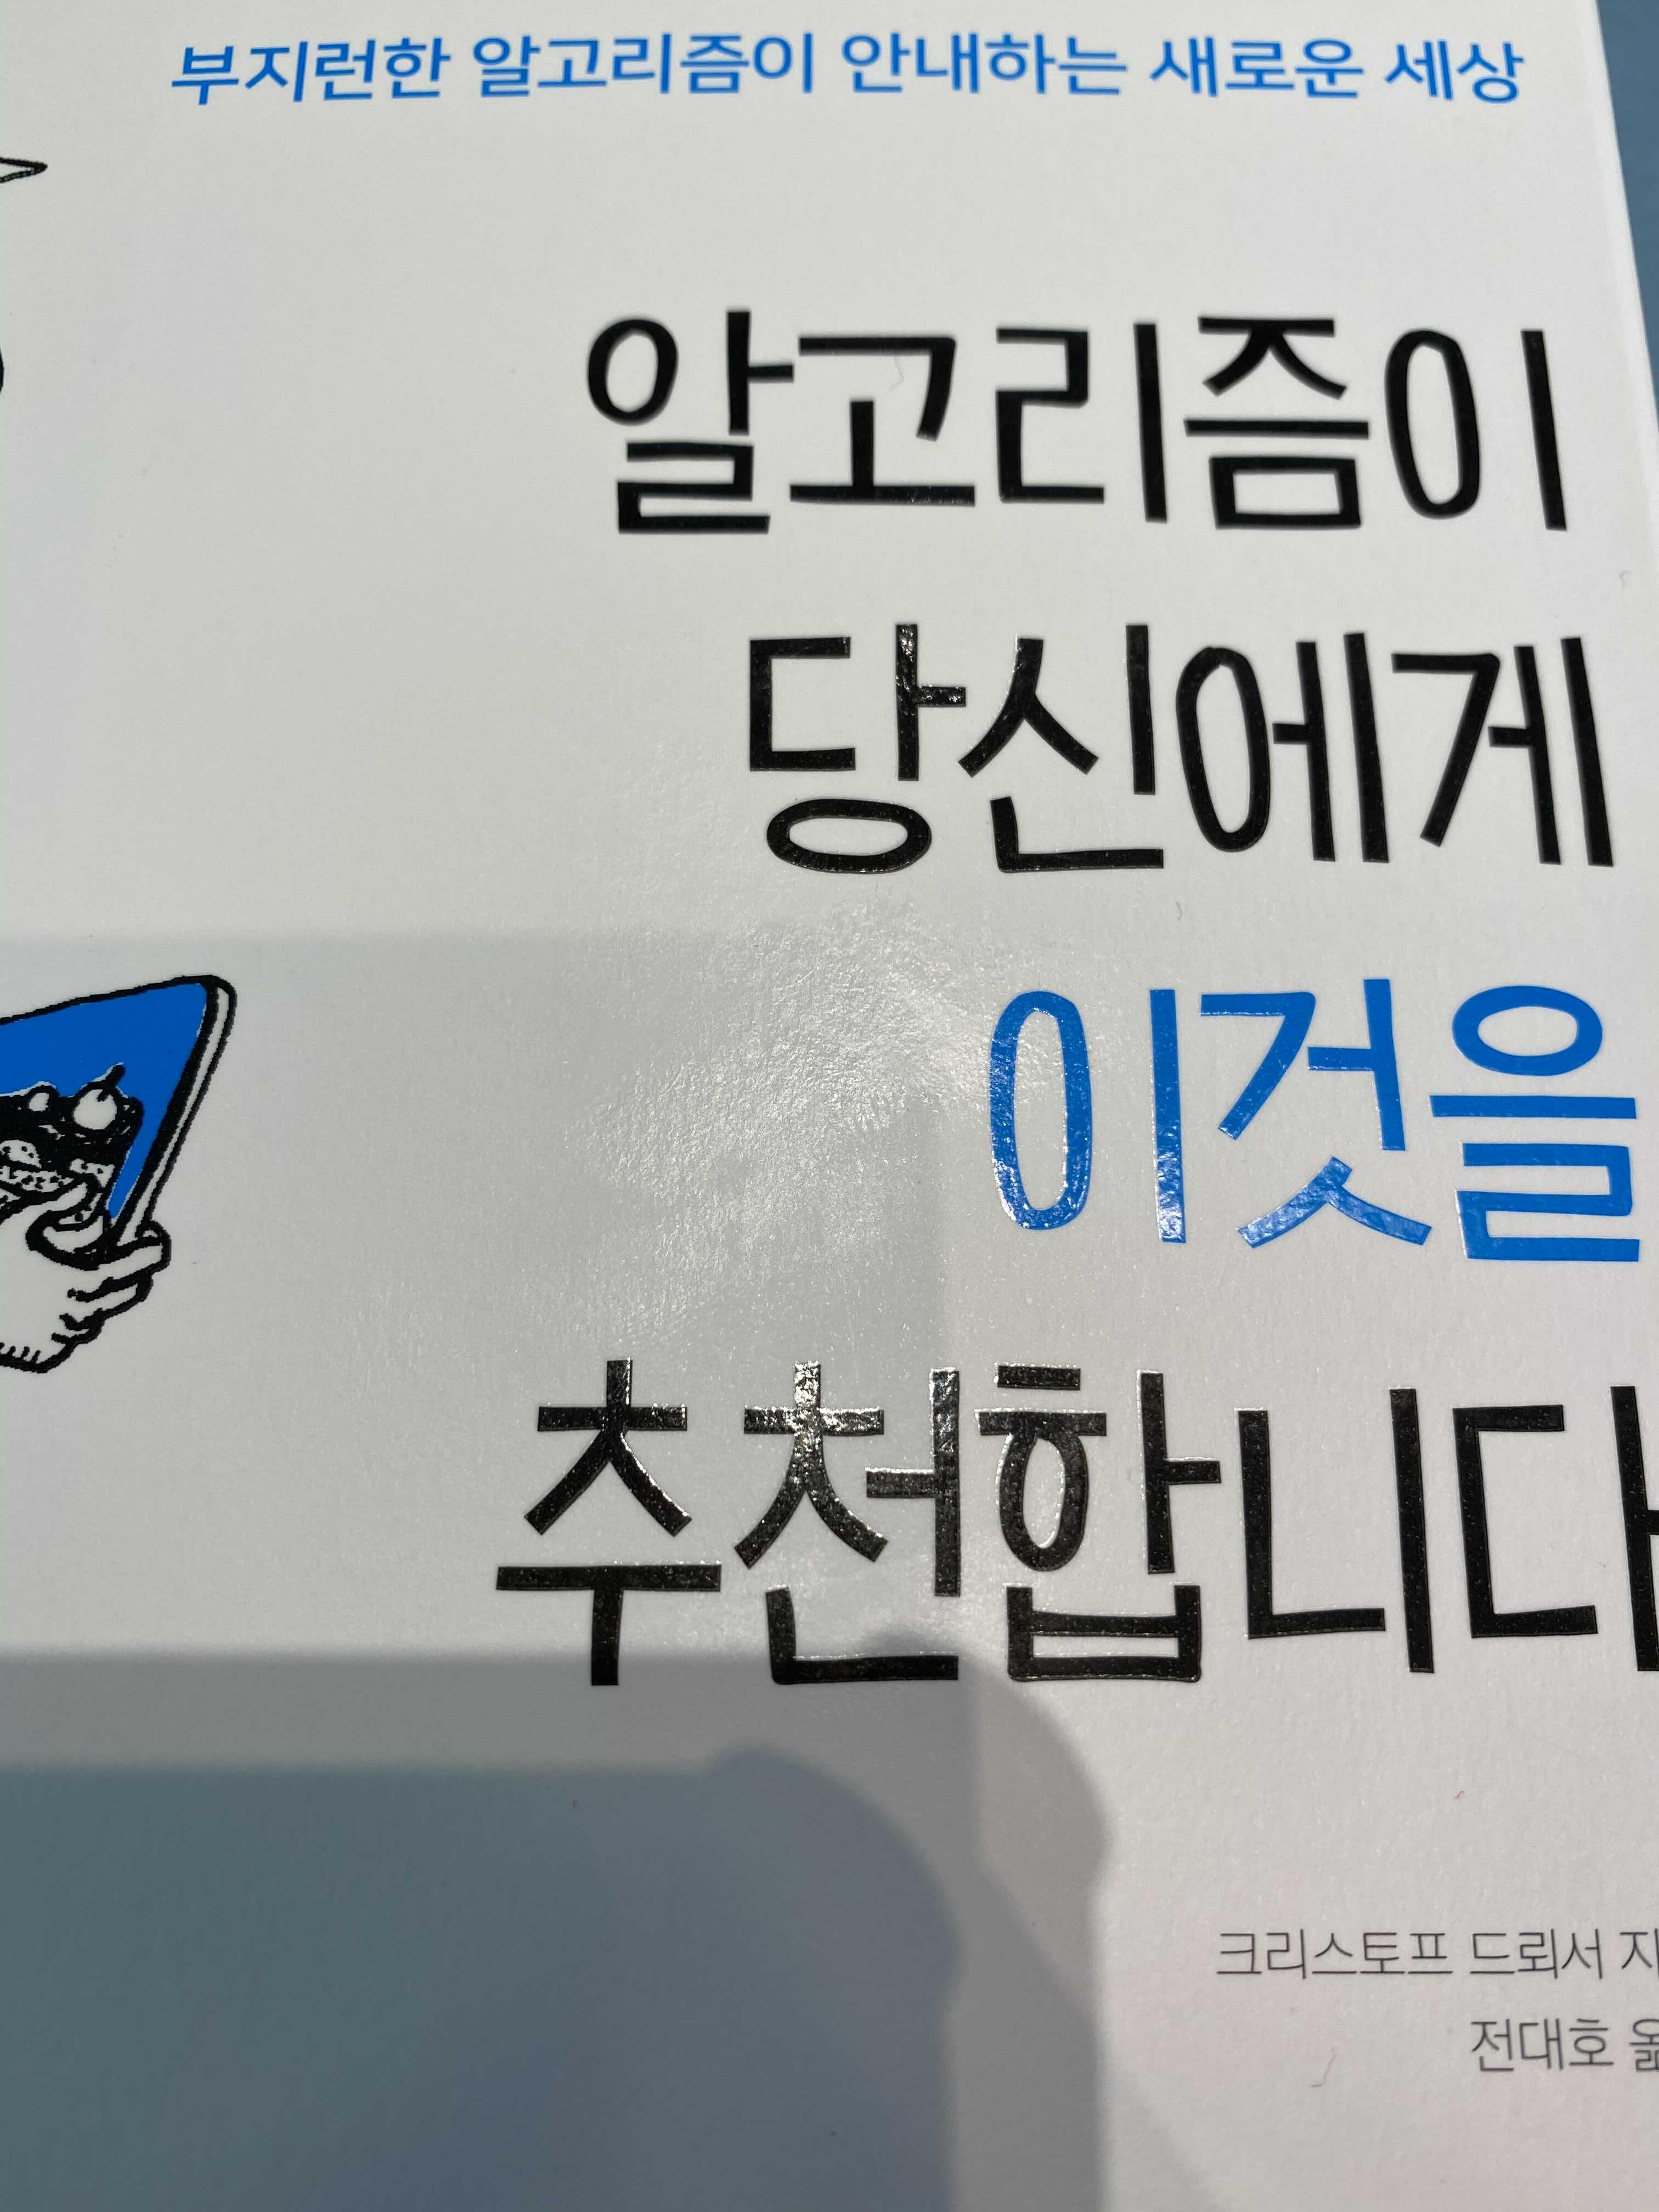 부지런한 알고리즘이 안내하는 새로운 세상
알고리즘이
당신에게
이것을
추천합니다
크리스토프 드뢰서 지
전대호